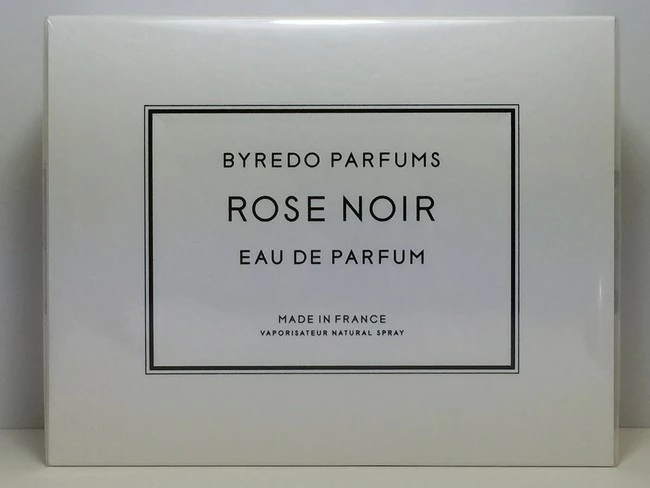 BYREDO PARFUMS
ROSE NOIR
EAU DE PARFUM
MADE IN FRANCE
VAPORISATEUR NATURAL SPRAY